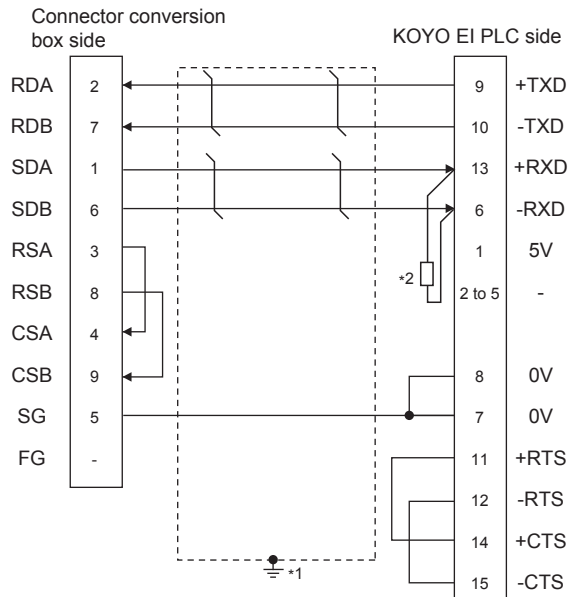 Connector conversion
box side
KOYO EI PLC side
RDA 2 9 +TXD
RDB 7 10 -TXD
SDA 1 13 +RXD
SDB 6 6 -RXD
RSA 3 1 5V
*2
RSB 8 2 to 5 -
CSA 4
CSB 9 8 0V
SG 5 7 0V
FG - 11 +RTS
12 -RTS
14 +CTS
*1
15 -CTS